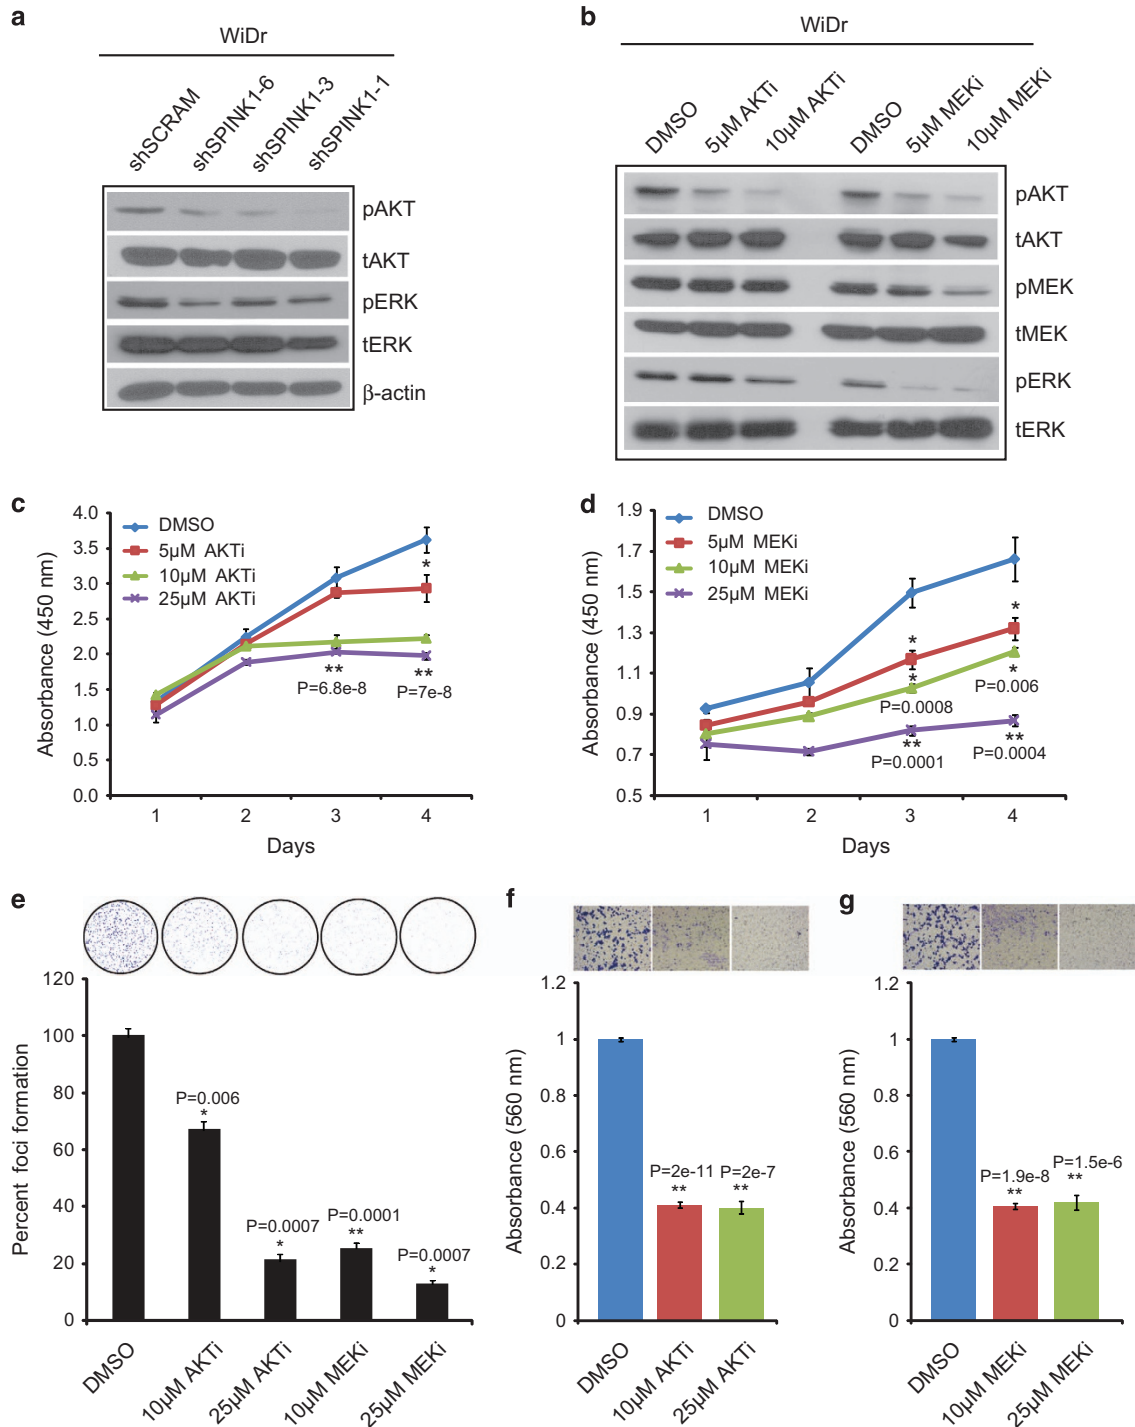 a
WiDr
shSCRAM
shSPINK1-6
shSPINK1-3
shSPINK1-1
pAKT
tAKT
pERK
tERK
β-actin
b
WiDr
DMSO
5µM AKTi
10µM AKTi
DMSO
5µM MEKi
10µM MEKi
pAKT
tAKT
pMEK
tMEK
pERK
tERK
c
4.0
3.5
3.0
2.5
2.0
1.5
1.0
0.5
0.0
Absorbance (450 nm)
DMSO
5µM AKTi
10µM AKTi
25µM AKTi
*
**
P=6.8e-8
**
P=7e-8
1 2 3 4
Days
d
1.9
1.7
1.5
1.3
1.1
0.9
0.7
0.5
Absorbance (450 nm)
DMSO
5µM MEKi
10µM MEKi
25µM MEKi
*
*
P=0.0008
**
P=0.0001
*
*
P=0.006
**
P=0.0004
1 2 3 4
Days
e
120
100
80
60
40
20
0
Percent foci formation
P=0.006
*
P=0.0007
*
P=0.0001
**
P=0.0007
*
DMSO
10µM AKTi
25µM AKTi
10µM MEKi
25µM MEKi
f
1.2
1
0.8
0.6
0.4
0.2
0
Absorbance (560 nm)
P=2e-11
**
P=2e-7
**
DMSO
10µM AKTi
25µM AKTi
g
1.2
1
0.8
0.6
0.4
0.2
0
Absorbance (560 nm)
P=1.9e-8
**
P=1.5e-6
**
DMSO
10µM MEKi
25µM MEKi